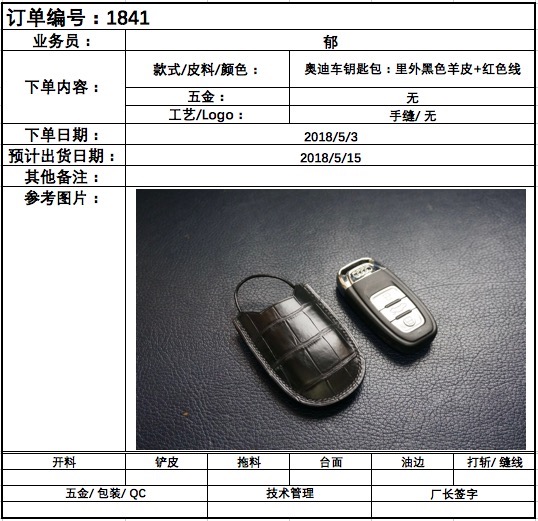 订单编号：1841
业务员： 郁
下单内容： 款式/皮料/颜色： 奥迪车钥匙包：里外黑色羊皮+红色线
五金： 无
工艺/Logo： 手缝/ 无
下单日期： 2018/5/3
预计出货日期： 2018/5/15
其他备注：
参考图片：
开料 铲皮 拖料 台面 油边 打斩/ 缝线
五金/ 包装/ QC 技术管理 厂长签字